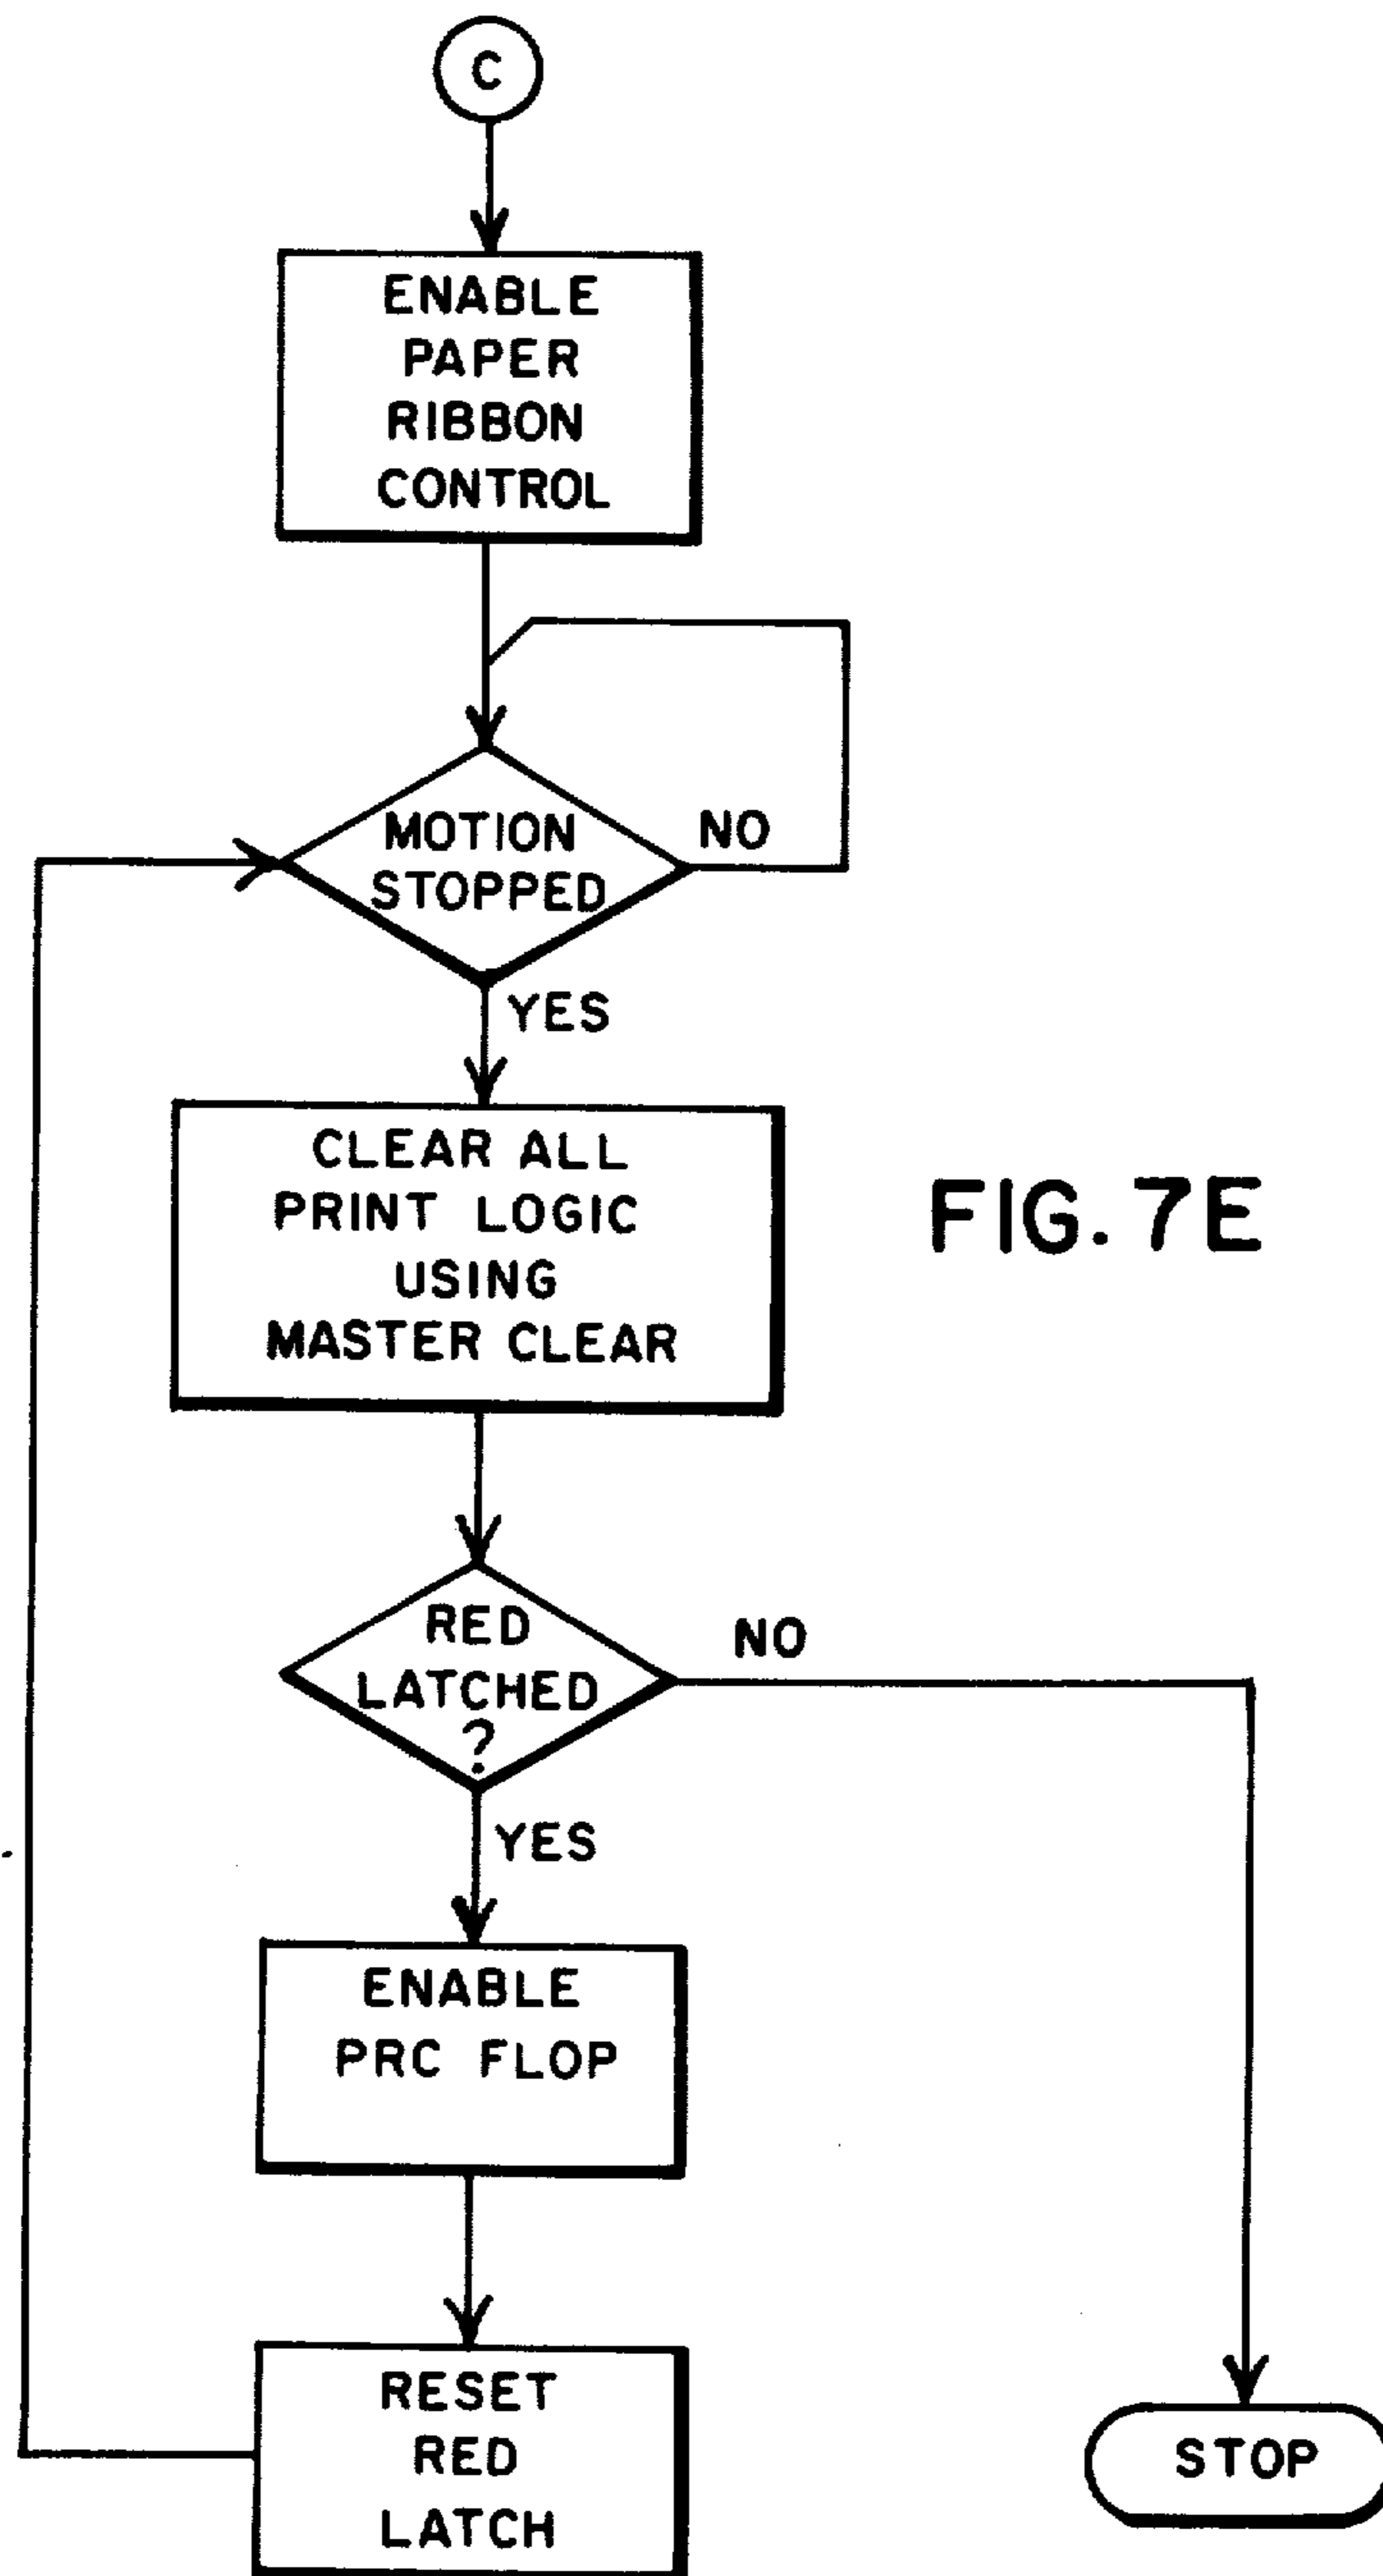 C
ENABLE
PAPER
RIBBON
CONTROL
MOTION
STOPPED
NO
YES
CLEAR ALL
PRINT LOGIC
USING
MASTER CLEAR
FIG. 7E
RED
LATCHED
?
NO
YES
ENABLE
PRC FLOP
RESET
RED
LATCH
STOP